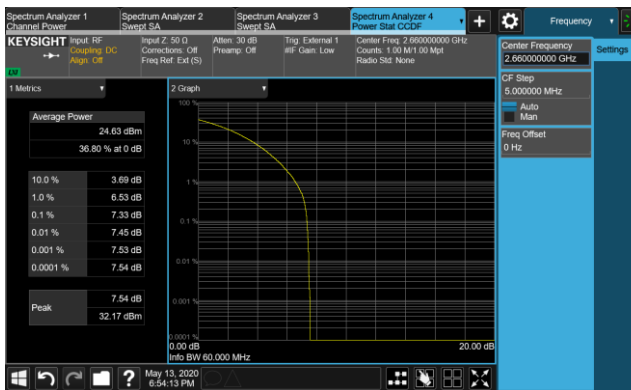 Spectrum Analyzer 1
Channel Power
Spectrum Analyzer 2
Swept SA
Spectrum Analyzer 3
Swept SA
Spectrum Analyzer 4
Power Stat CCDF
Frequency
KEYSIGHT
Input: RF
Coupling: DC
Align: Off
Input Z: 50 Ω
Corrections: Off
Freq Ref: Ext (S)
Atten: 30 dB
Preamp: Off
Trig: External 1
#IF Gain: Low
Center Freq: 2.660000000 GHz
Counts: 1.00 M/1.00 Mpt
Radio Std: None
LXI
1 Metrics
Average Power
24.63 dBm
36.80 % at 0 dB
10.0 % 3.69 dB
1.0 % 6.53 dB
0.1 % 7.33 dB
0.01 % 7.45 dB
0.001 % 7.53 dB
0.0001 % 7.54 dB
Peak
7.54 dB
32.17 dBm
2 Graph
100 %
10 %
1 %
0.1 %
0.01 %
0.001 %
0.0001 %
0.00 dB
20.00 dB
Info BW 60.000 MHz
Center Frequency
2.660000000 GHz
Settings
CF Step
5.000000 MHz
Auto
Man
Freq Offset
0 Hz
?
May 13, 2020
6:54:13 PM